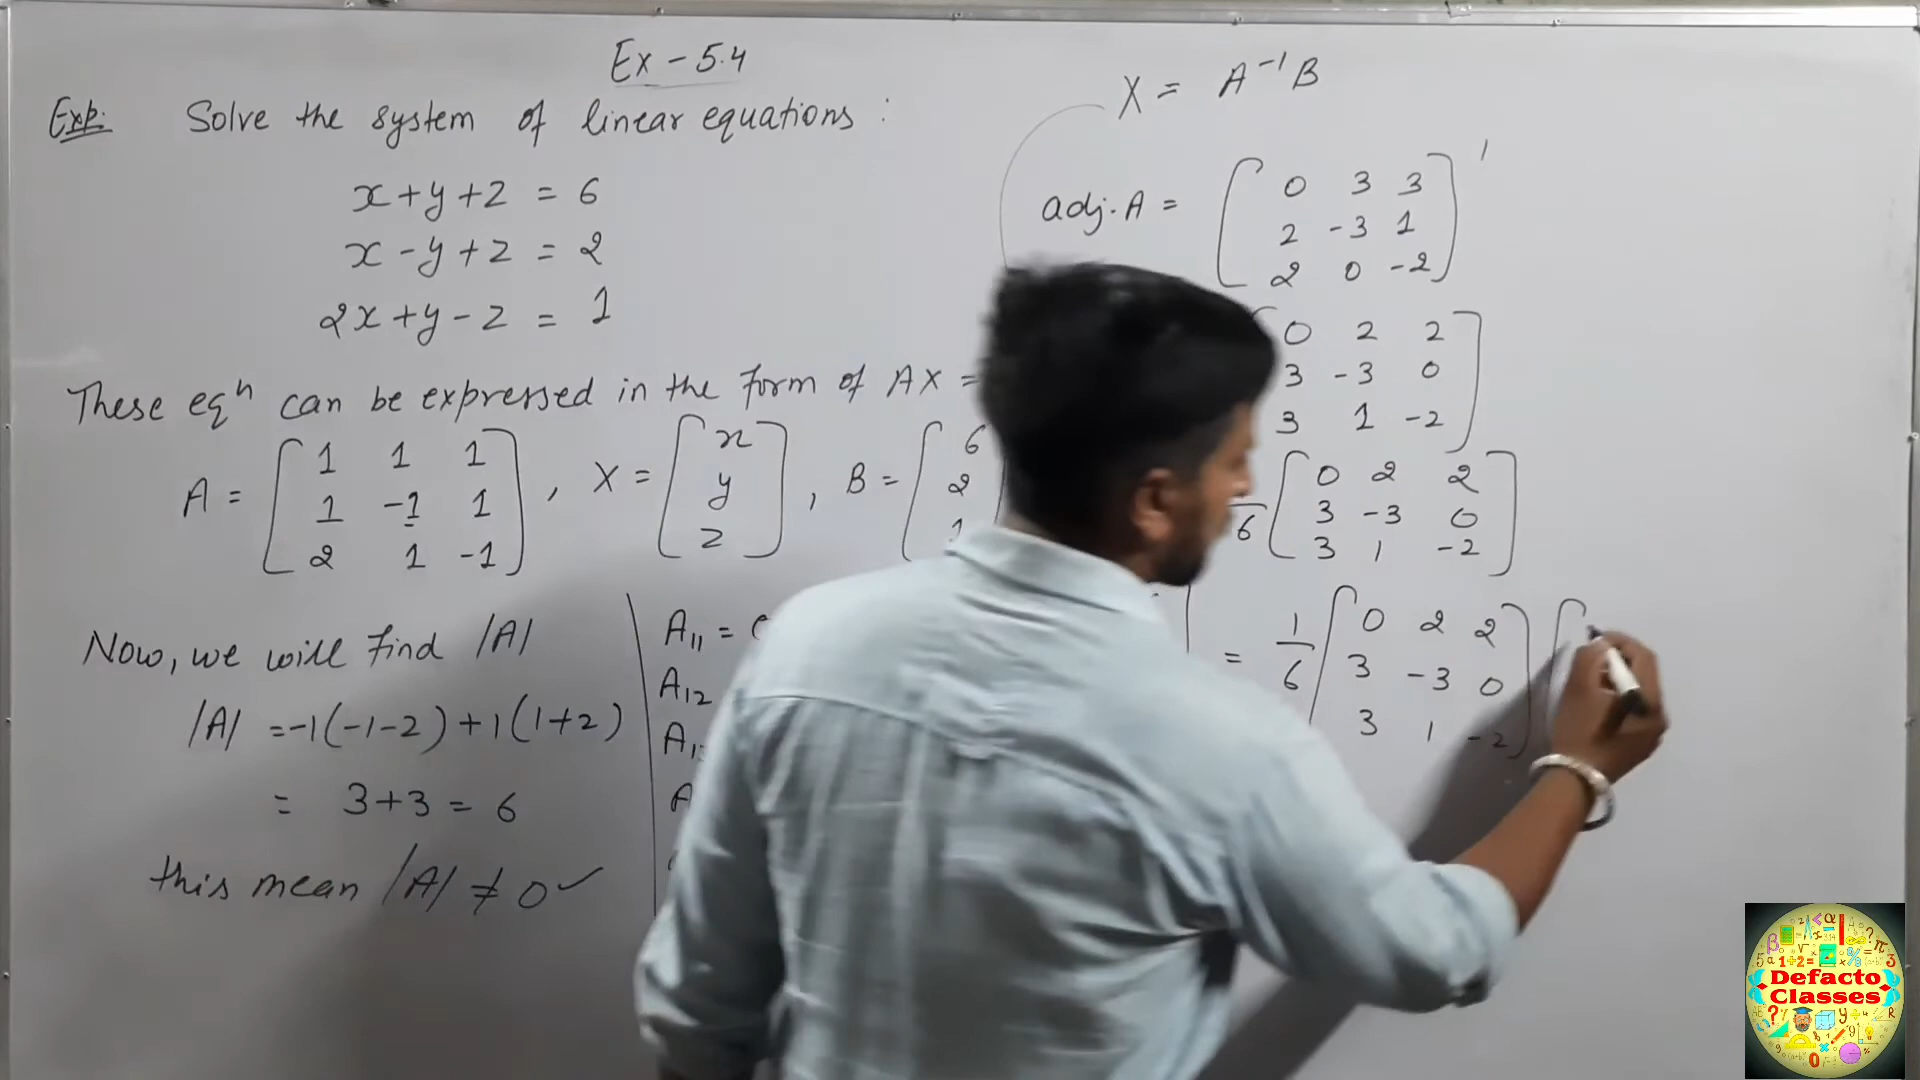 Ex - 5.4
Exp. Solve the system of linear equations :
x + y + z = 6
x - y + z = 2
2x + y - z = 1
These eqⁿ can be expressed in the form of AX =
A = [ 1 1 1
1 -1 1
2 1 -1 ] , X = [ x
y
z ] , B = [ 6
2
1
Now, we will find |A|
|A| = -1(-1-2) + 1(1+2)
= 3+3 = 6
this mean |A| ≠ 0 ✓
A₁₁ = 0
A₁₂
A₁
A
X = A⁻¹B
adj. A = [ 0 3 3
2 -3 1
2 0 -2 ]'
[ 0 2 2
3 -3 0
3 1 -2 ]
6 [ 0 2 2
3 -3 0
3 1 -2 ]
= 1/6 [ 0 2 2
3 -3 0
3 1 -2 ] [
Defacto
Classes